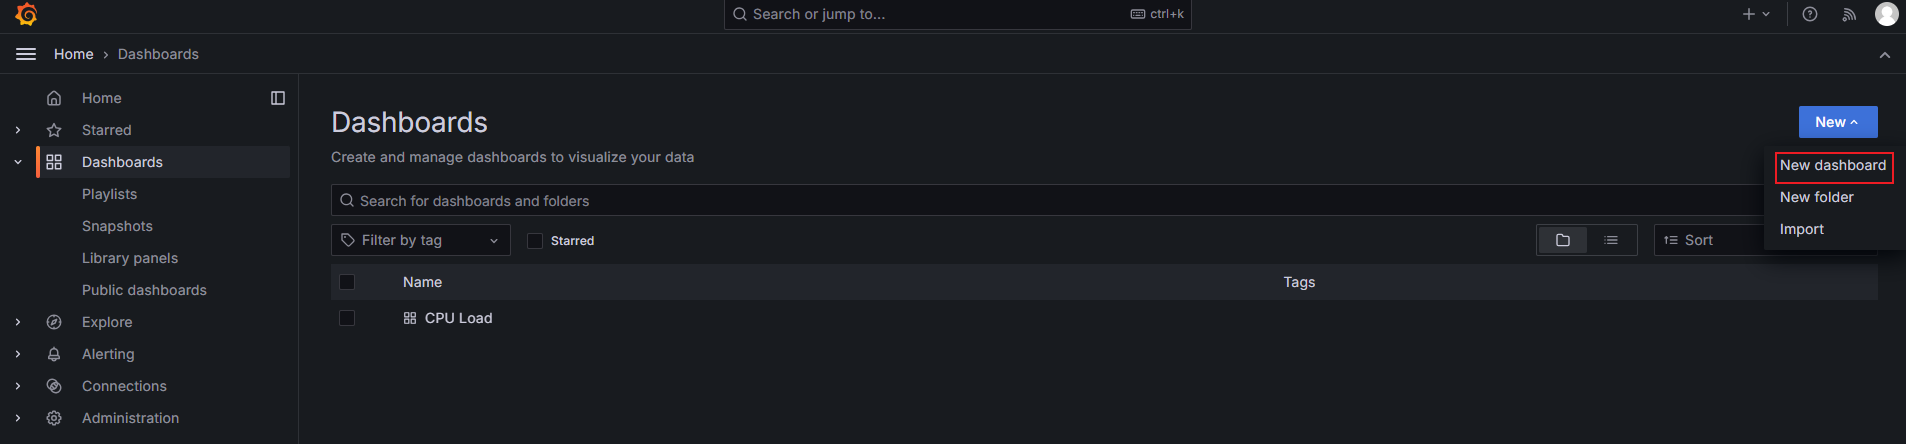 Search or jump to...
ctrl+k
Home › Dashboards
Home
Starred
Dashboards
Playlists
Snapshots
Library panels
Public dashboards
Explore
Alerting
Connections
Administration
Dashboards
Create and manage dashboards to visualize your data
New
New dashboard
New folder
Import
Search for dashboards and folders
Filter by tag
Starred
Sort
Name
Tags
CPU Load